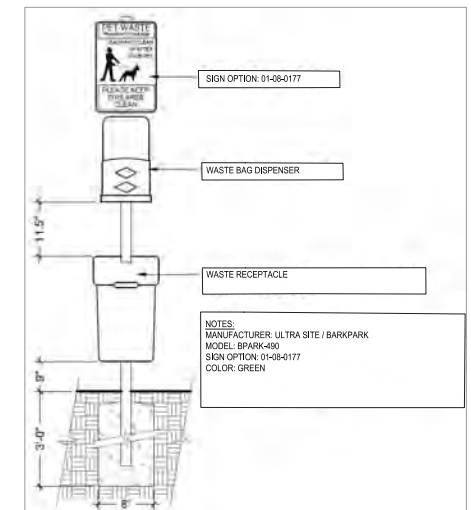 PET WASTE
PLEASE KEEP
THIS AREA
CLEAN
SIGN OPTION: 01-08-0177
WASTE BAG DISPENSER
11.5"
WASTE RECEPTACLE
NOTES:
MANUFACTURER: ULTRA SITE / BARKPARK
MODEL: BPARK-490
SIGN OPTION: 01-08-0177
COLOR: GREEN
9"
3'-0"
8"